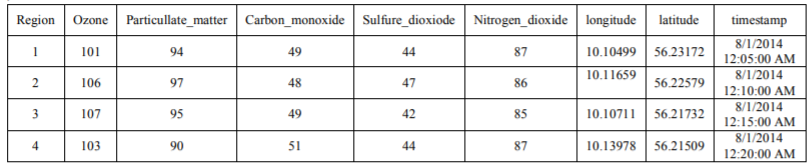 Region Ozone Particullate_matter Carbon_monoxide Sulfure_dioxiode Nitrogen_dioxide longitude latitude timestamp
1 101 94 49 44 87 10.10499 56.23172 8/1/2014 12:05:00 AM
2 106 97 48 47 86 10.11659 56.22579 8/1/2014 12:10:00 AM
3 107 95 49 42 85 10.10711 56.21732 8/1/2014 12:15:00 AM
4 103 90 51 44 87 10.13978 56.21509 8/1/2014 12:20:00 AM